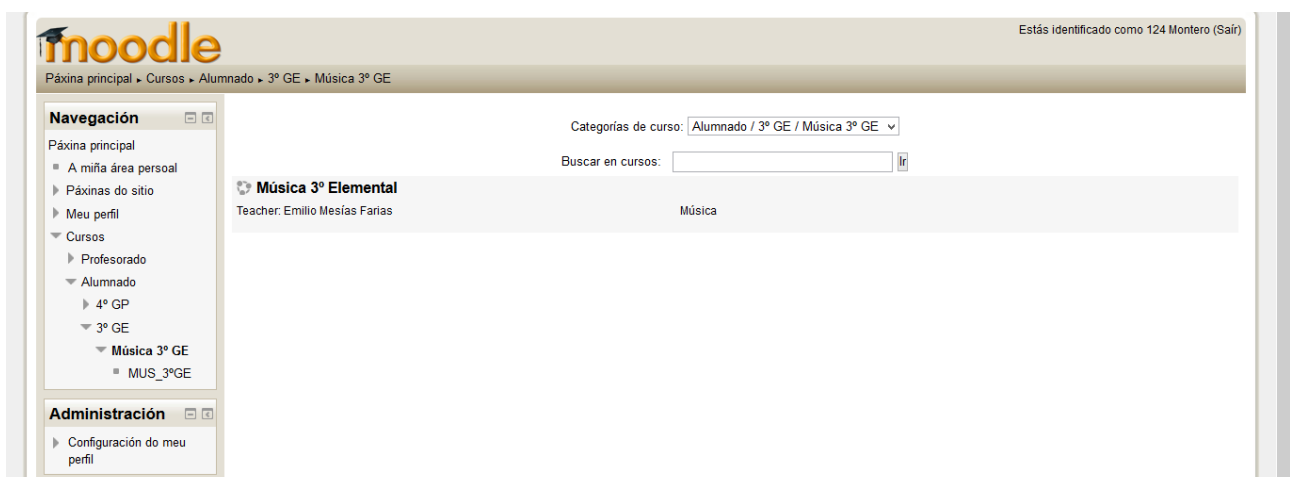 moodle
Estás identificado como 124 Montero (Saír)
Páxina principal ▸ Cursos ▸ Alumnado ▸ 3º GE ▸ Música 3º GE
Navegación
Páxina principal
A miña área persoal
Páxinas do sitio
Meu perfil
Cursos
Profesorado
Alumnado
4º GP
3º GE
Música 3º GE
MUS_3ºGE
Administración
Configuración do meu
perfil
Categorías de curso: Alumnado / 3º GE / Música 3º GE
Buscar en cursos: Ir
Música 3º Elemental
Teacher: Emilio Mesías Farias Música